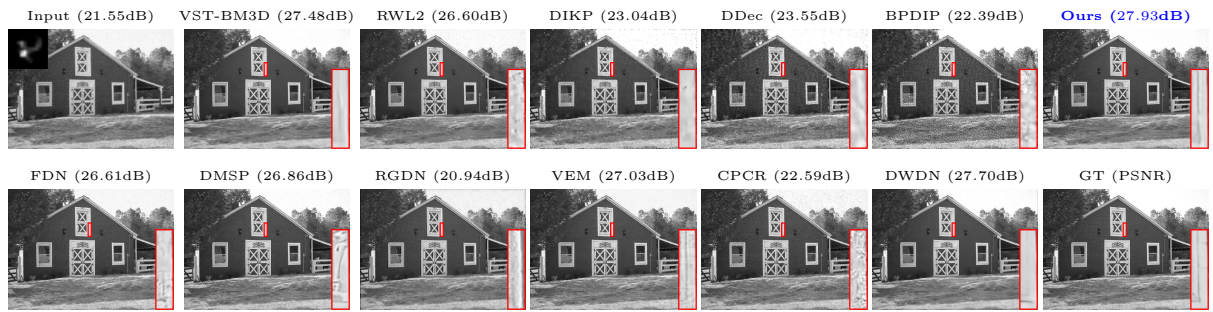 Input (21.55dB) VST-BM3D (27.48dB) RWL2 (26.60dB) DIKP (23.04dB) DDec (23.55dB) BPDIP (22.39dB) Ours (27.93dB)
FDN (26.61dB) DMSP (26.86dB) RGDN (20.94dB) VEM (27.03dB) CPCR (22.59dB) DWDN (27.70dB) GT (PSNR)